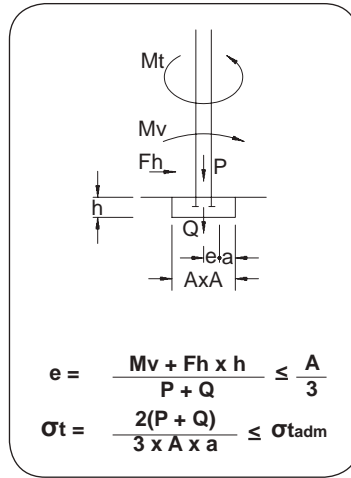 Mt
Mv
Fh
P
h
Q
e a
AxA
e = Mv + Fh x h / P + Q ≤ A / 3
σt = 2(P + Q) / 3 x A x a ≤ σtadm